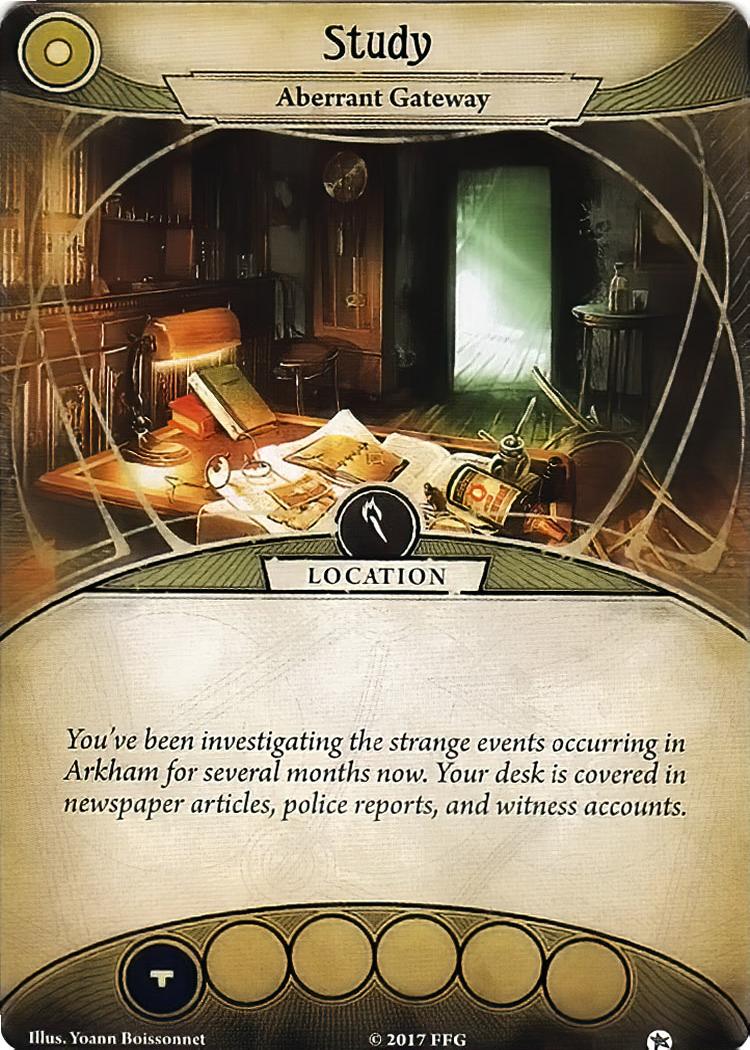 Study
Aberrant Gateway
LOCATION
You've been investigating the strange events occurring in
Arkham for several months now. Your desk is covered in
newspaper articles, police reports, and witness accounts.
Illus. Yoann Boissonnet
© 2017 FFG